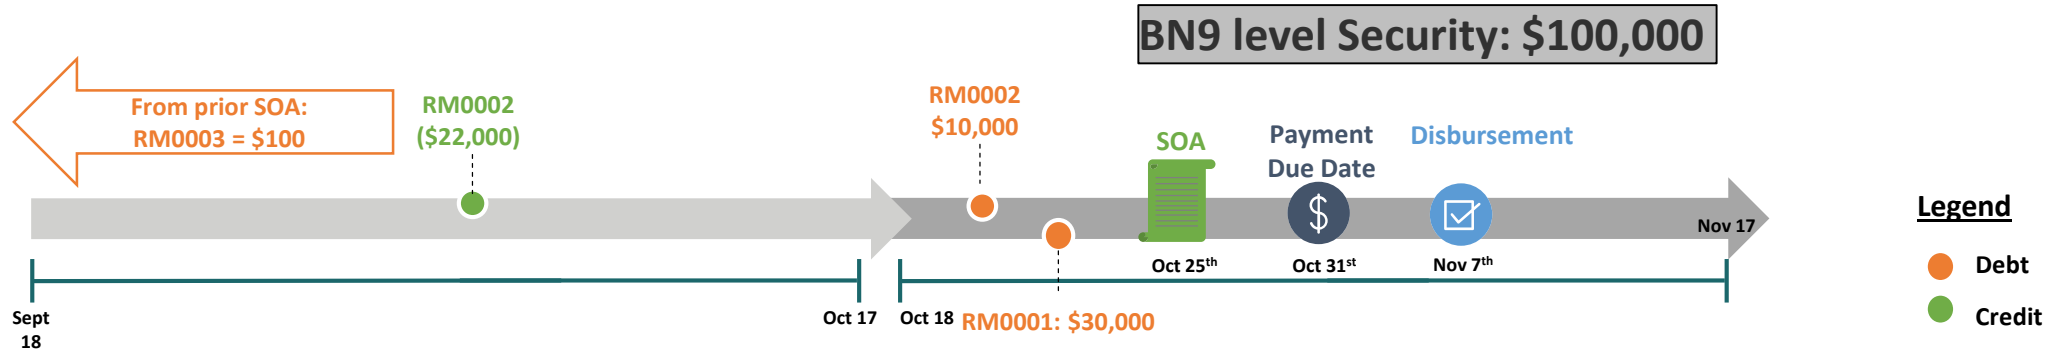 BN9 level Security: $100,000
From prior SOA:
RM0003 = $100
RM0002
($22,000)
RM0002
$10,000
SOA
Payment
Due Date
Disbursement
$
Nov 17
Oct 25th
Oct 31st
Nov 7th
Sept
18
Oct 17
Oct 18
RM0001: $30,000
Legend
Debt
Credit